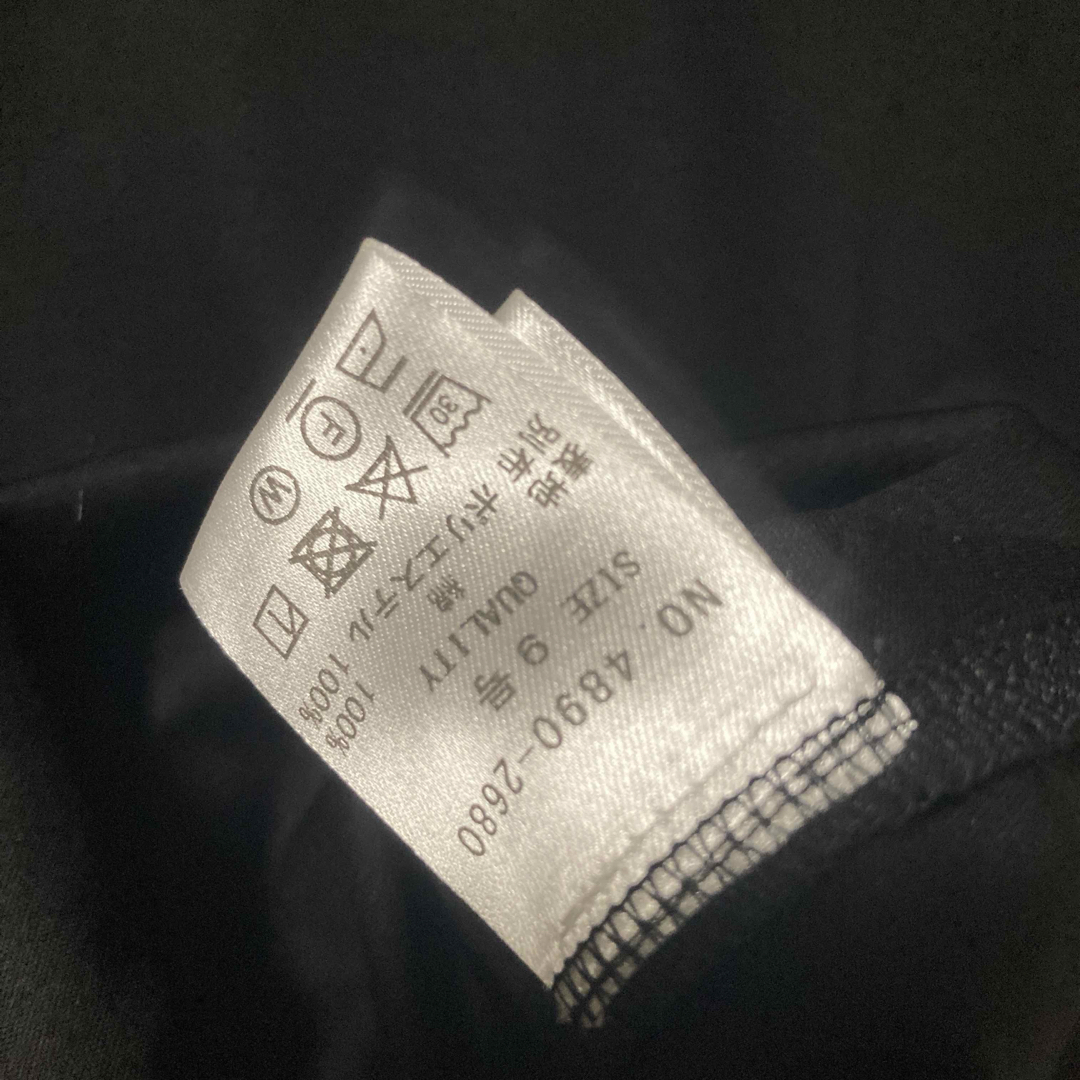 NO. 4890-2680
SIZE 9号
QUALITY
表地 綿 100%
別布 ポリエステル 100%
30
F W